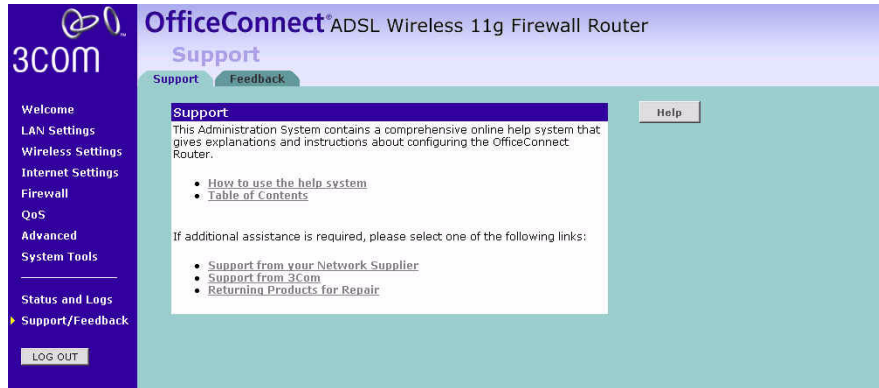 3COM
OfficeConnect® ADSL Wireless 11g Firewall Router
Support
Support
Feedback
Welcome
LAN Settings
Wireless Settings
Internet Settings
Firewall
QoS
Advanced
System Tools
Status and Logs
Support/Feedback
LOG OUT
Support
This Administration System contains a comprehensive online help system that
gives explanations and instructions about configuring the OfficeConnect
Router.
How to use the help system
Table of Contents
If additional assistance is required, please select one of the following links:
Support from your Network Supplier
Support from 3Com
Returning Products for Repair
Help